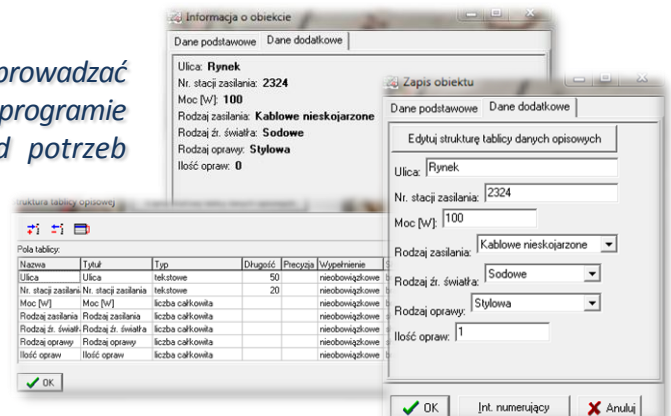 prowadzać
programie
potrzeb
Informacja o obiekcie
Dane podstawowe Dane dodatkowe
Ulica: Rynek
Nr. stacji zasilania: 2324
Moc [W]: 100
Rodzaj zasilania: Kablowe nieskojarzone
Rodzaj źr. światła: Sodowe
Rodzaj oprawy: Stylowa
Ilość opraw: 0
Zapis obiektu
Dane podstawowe Dane dodatkowe
Edytuj strukturę tablicy danych opisowych
Ulica: Rynek
Nr. stacji zasilania: 2324
Moc [W]: 100
Rodzaj zasilania: Kablowe nieskojarzone
Rodzaj źr. światła: Sodowe
Rodzaj oprawy: Stylowa
Ilość opraw: 1
OK Int. numerujący Anuluj
truktura tablicy opisowej
Pola tablicy:
Nazwa Tytuł Typ Długość Precyzja Wypełnienie
Ulica Ulica tekstowe 50 nieobowiązkowe
Nr. stacji zasilani Nr. stacji zasilania tekstowe 20 nieobowiązkowe
Moc [W] Moc [W] liczba całkowita nieobowiązkowe
Rodzaj zasilania Rodzaj zasilania liczba całkowita nieobowiązkowe
Rodzaj źr. światła Rodzaj źr. światła liczba całkowita nieobowiązkowe
Rodzaj oprawy Rodzaj oprawy liczba całkowita nieobowiązkowe
Ilość opraw Ilość opraw liczba całkowita nieobowiązkowe
OK